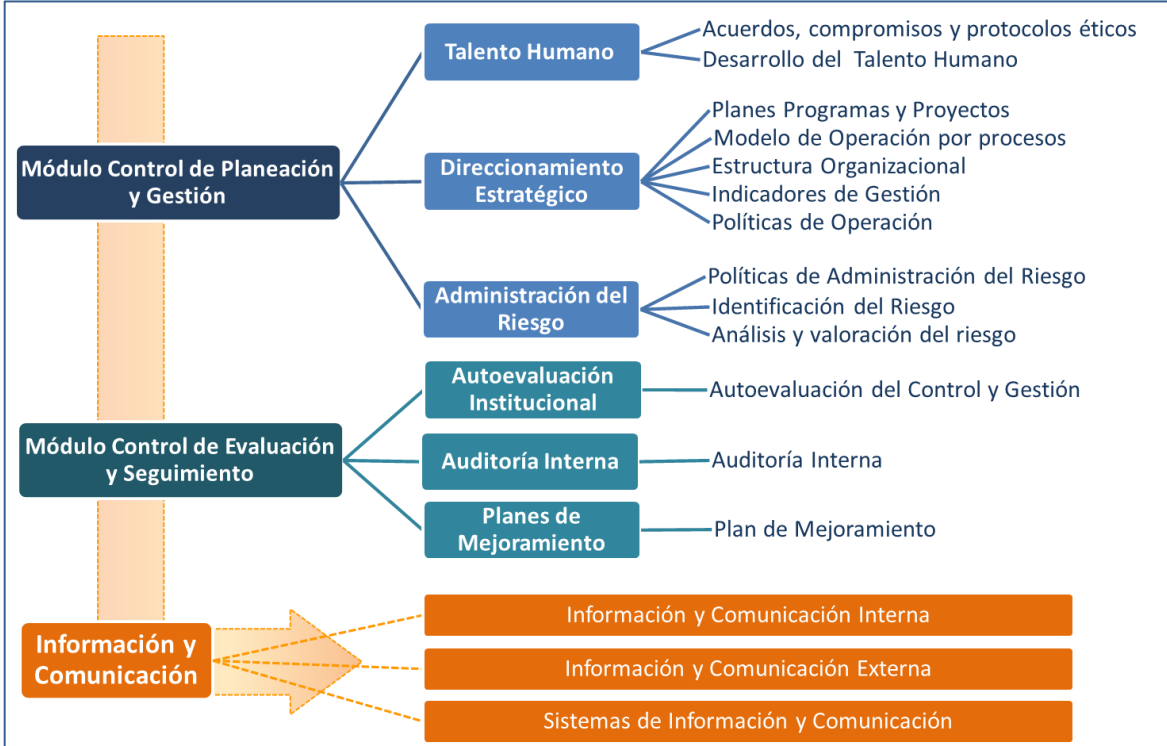 Módulo Control de Planeación
y Gestión
Talento Humano
Acuerdos, compromisos y protocolos éticos
Desarrollo del Talento Humano
Direccionamiento
Estratégico
Planes Programas y Proyectos
Modelo de Operación por procesos
Estructura Organizacional
Indicadores de Gestión
Políticas de Operación
Administración del
Riesgo
Políticas de Administración del Riesgo
Identificación del Riesgo
Análisis y valoración del riesgo
Módulo Control de Evaluación
y Seguimiento
Autoevaluación
Institucional
Autoevaluación del Control y Gestión
Auditoría Interna
Auditoría Interna
Planes de
Mejoramiento
Plan de Mejoramiento
Información y
Comunicación
Información y Comunicación Interna
Información y Comunicación Externa
Sistemas de Información y Comunicación